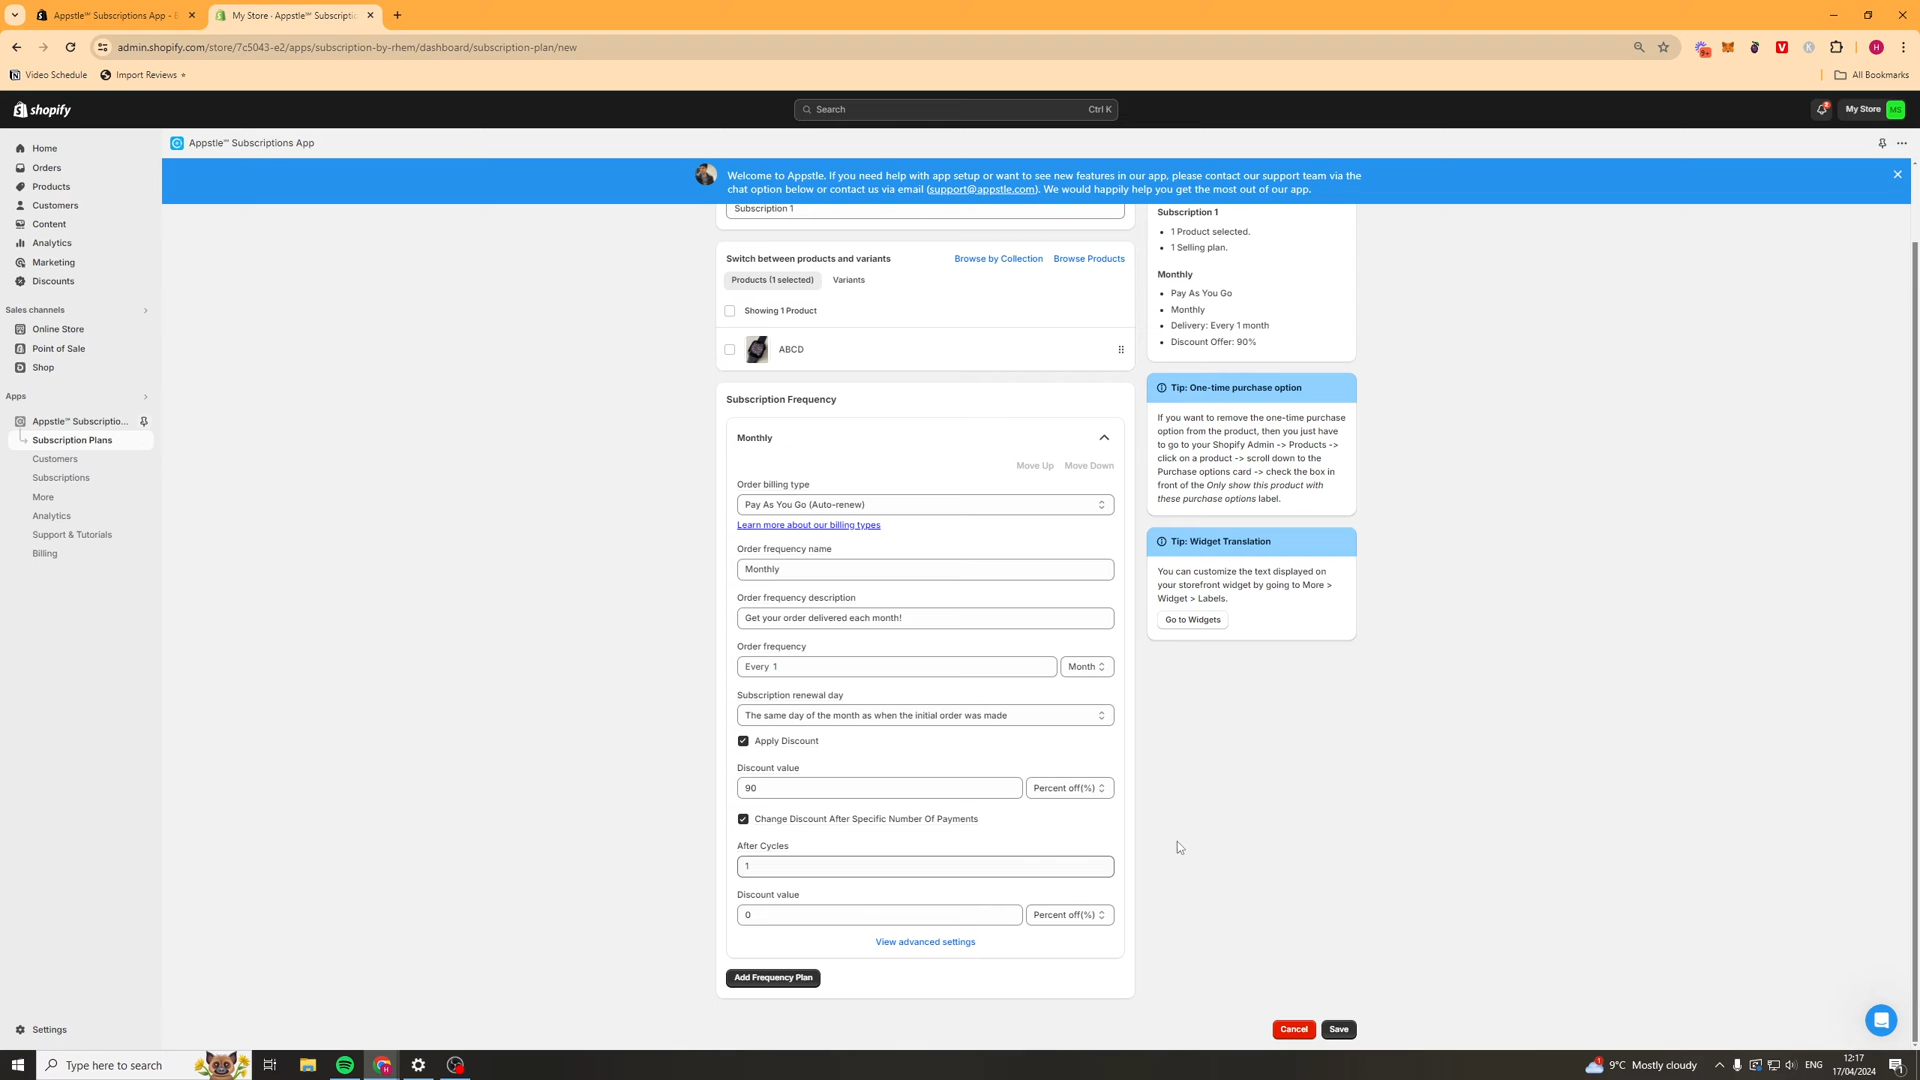 Appstle℠ Subscriptions App - E
My Store · Appstle℠ Subscriptio
admin.shopify.com/store/7c5043-e2/apps/subscription-by-rhem/dashboard/subscription-plan/new
H
Video Schedule
Import Reviews
All Bookmarks
shopify
Search
Ctrl K
My Store
MS
Appstle℠ Subscriptions App
Welcome to Appstle. If you need help with app setup or want to see new features in our app, please contact our support team via the
chat option below or contact us via email (support@appstle.com). We would happily help you get the most out of our app.
Home
Orders
Products
Customers
Content
Analytics
Marketing
Discounts
Sales channels
Online Store
Point of Sale
Shop
Apps
Appstle℠ Subscriptio...
Subscription Plans
Customers
Subscriptions
More
Analytics
Support & Tutorials
Billing
Settings
Subscription 1
Switch between products and variants
Browse by Collection
Browse Products
Products (1 selected)
Variants
Showing 1 Product
ABCD
Subscription Frequency
Monthly
Move Up
Move Down
Order billing type
Pay As You Go (Auto-renew)
Learn more about our billing types
Order frequency name
Monthly
Order frequency description
Get your order delivered each month!
Order frequency
Every 1
Month
Subscription renewal day
The same day of the month as when the initial order was made
Apply Discount
Discount value
90
Percent off(%)
Change Discount After Specific Number Of Payments
After Cycles
1
Discount value
0
Percent off(%)
View advanced settings
Add Frequency Plan
Cancel
Save
Subscription 1
• 1 Product selected.
• 1 Selling plan.
Monthly
• Pay As You Go
• Monthly
• Delivery: Every 1 month
• Discount Offer: 90%
Tip: One-time purchase option
If you want to remove the one-time purchase
option from the product, then you just have
to go to your Shopify Admin -> Products ->
click on a product -> scroll down to the
Purchase options card -> check the box in
front of the Only show this product with
these purchase options label.
Tip: Widget Translation
You can customize the text displayed on
your storefront widget by going to More >
Widget > Labels.
Go to Widgets
Type here to search
9°C Mostly cloudy
ENG
12:17
17/04/2024